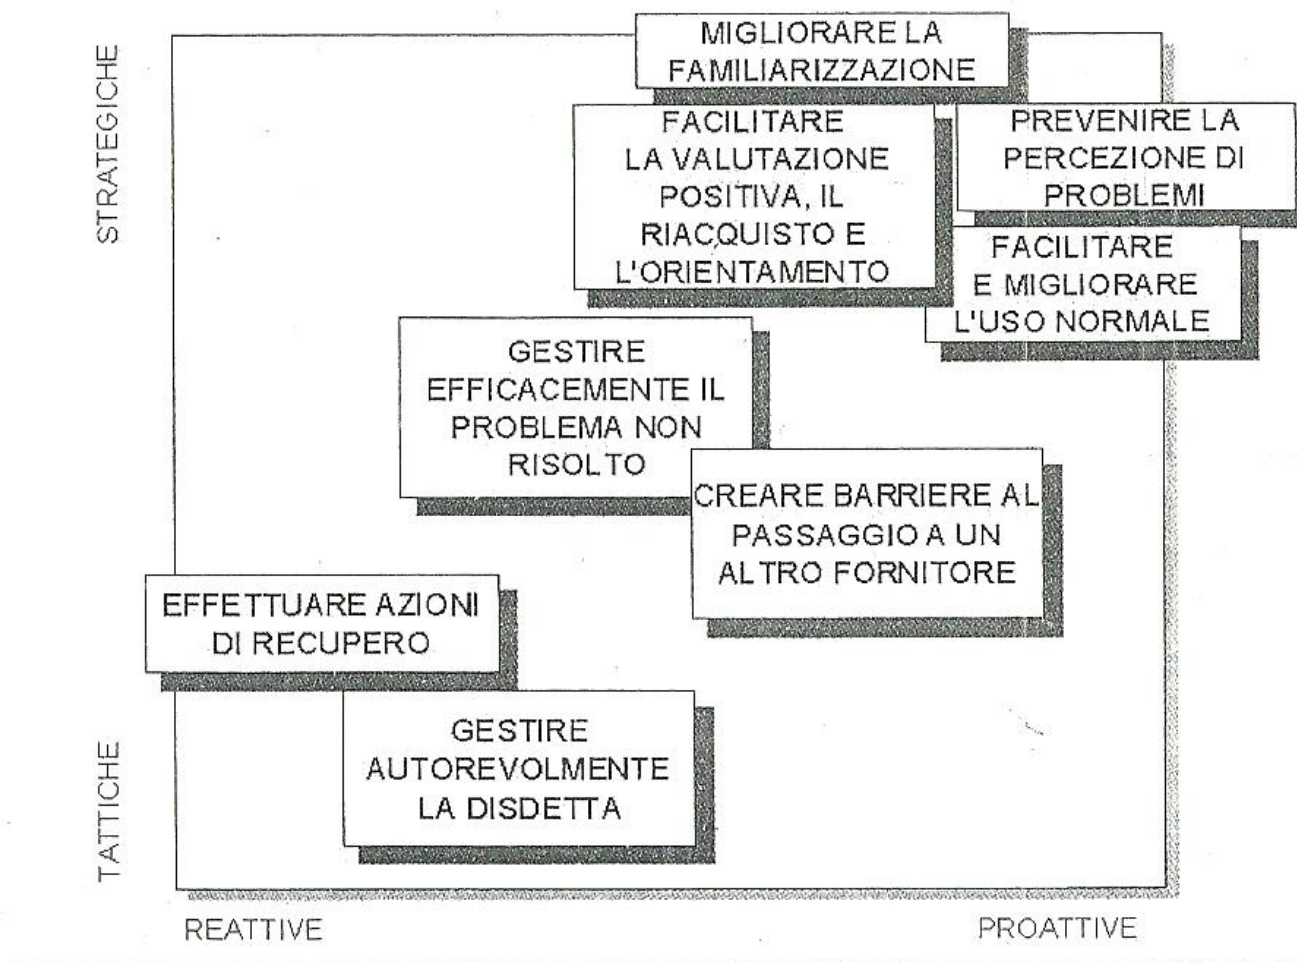 STRATEGICHE
MIGLIORARE LA
FAMILIARIZZAZIONE
FACILITARE
LA VALUTAZIONE
POSITIVA, IL
RIACQUISTO E
L'ORIENTAMENTO
PREVENIRE LA
PERCEZIONE DI
PROBLEMI
FACILITARE
E MIGLIORARE
L'USO NORMALE
GESTIRE
EFFICACEMENTE IL
PROBLEMA NON
RISOLTO
CREARE BARRIERE AL
PASSAGGIO A UN
ALTRO FORNITORE
EFFETTUARE AZIONI
DI RECUPERO
GESTIRE
AUTOREVOLMENTE
LA DISDETTA
TATTICHE
REATTIVE
PROATTIVE